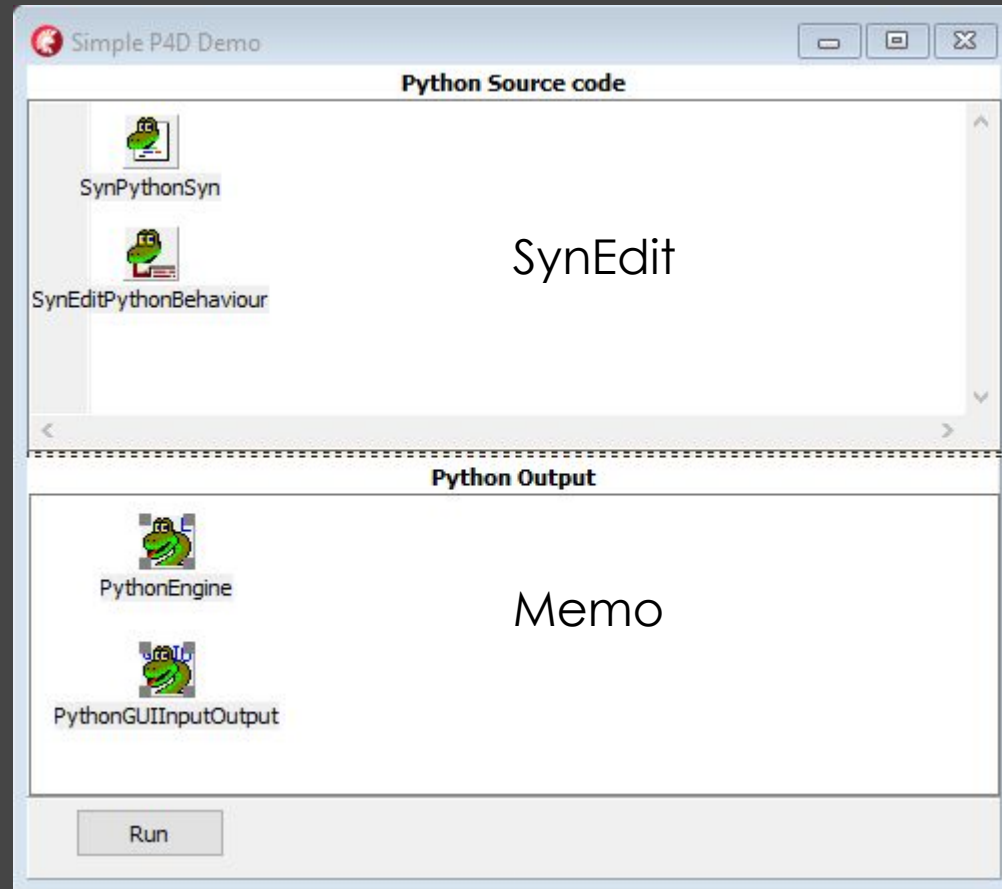 Simple P4D Demo
Python Source code
SynPythonSyn
SynEdit
SynEditPythonBehaviour
Python Output
PythonEngine
Memo
PythonGUIInputOutput
Run